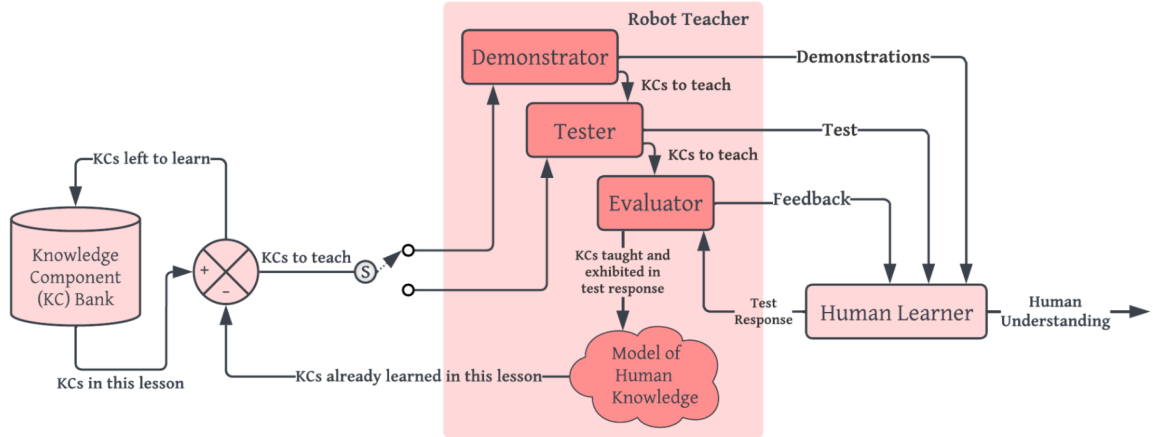 Robot Teacher
Demonstrator
Demonstrations
KCs to teach
Tester
Test
KCs to teach
KCs left to learn
Evaluator
Feedback
Knowledge
Component
(KC) Bank
+
−
KCs to teach
S
KCs taught and
exhibited in
test response
Test
Response
Human Learner
Human
Understanding
KCs in this lesson
KCs already learned in this lesson
Model of
Human
Knowledge